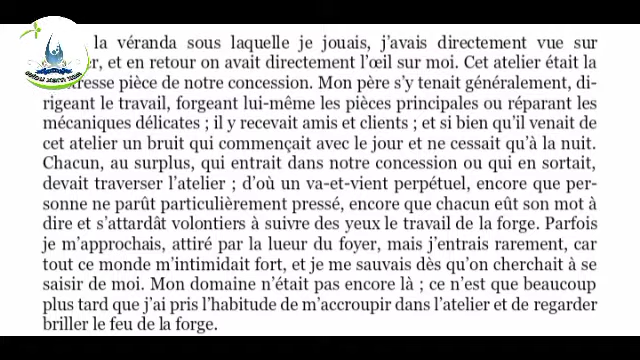 la véranda sous laquelle je jouais, j’avais directement vue sur
et en retour on avait directement l’œil sur moi. Cet atelier était la
pièce de notre concession. Mon père s’y tenait généralement, di-
rigeant le travail, forgeant lui-même les pièces principales ou réparant les
mécaniques délicates ; il y recevait amis et clients ; et si bien qu’il venait de
cet atelier un bruit qui commençait avec le jour et ne cessait qu’à la nuit.
Chacun, au surplus, qui entrait dans notre concession ou qui en sortait,
devait traverser l’atelier ; d’où un va-et-vient perpétuel, encore que per-
sonne ne parût particulièrement pressé, encore que chacun eût son mot à
dire et s’attardât volontiers à suivre des yeux le travail de la forge. Parfois
je m’approchais, attiré par la lueur du foyer, mais j’entrais rarement, car
tout ce monde m’intimidait fort, et je me sauvais dès qu’on cherchait à se
saisir de moi. Mon domaine n’était pas encore là ; ce n’est que beaucoup
plus tard que j’ai pris l’habitude de m’accroupir dans l’atelier et de regarder
briller le feu de la forge.